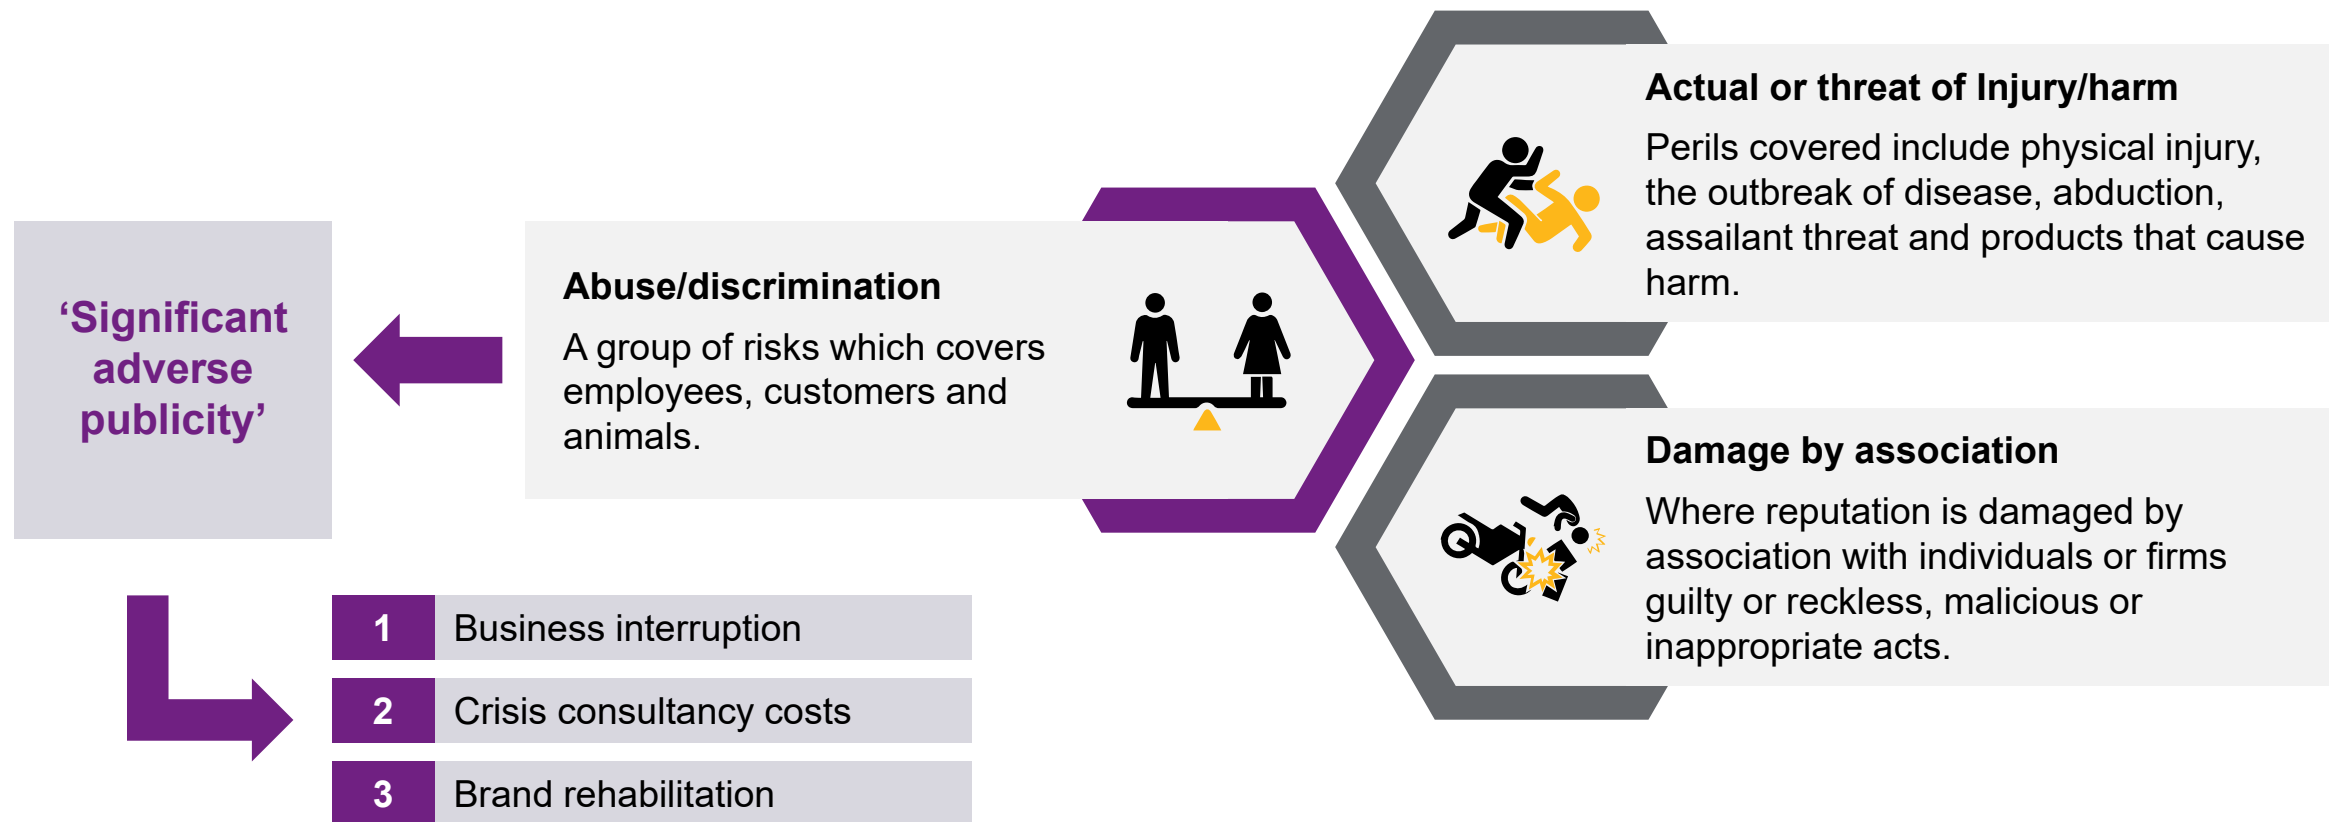 ‘Significant
adverse
publicity’
Abuse/discrimination
A group of risks which covers
employees, customers and
animals.
Actual or threat of Injury/harm
Perils covered include physical injury,
the outbreak of disease, abduction,
assailant threat and products that cause
harm.
Damage by association
Where reputation is damaged by
association with individuals or firms
guilty or reckless, malicious or
inappropriate acts.
1 Business interruption
2 Crisis consultancy costs
3 Brand rehabilitation